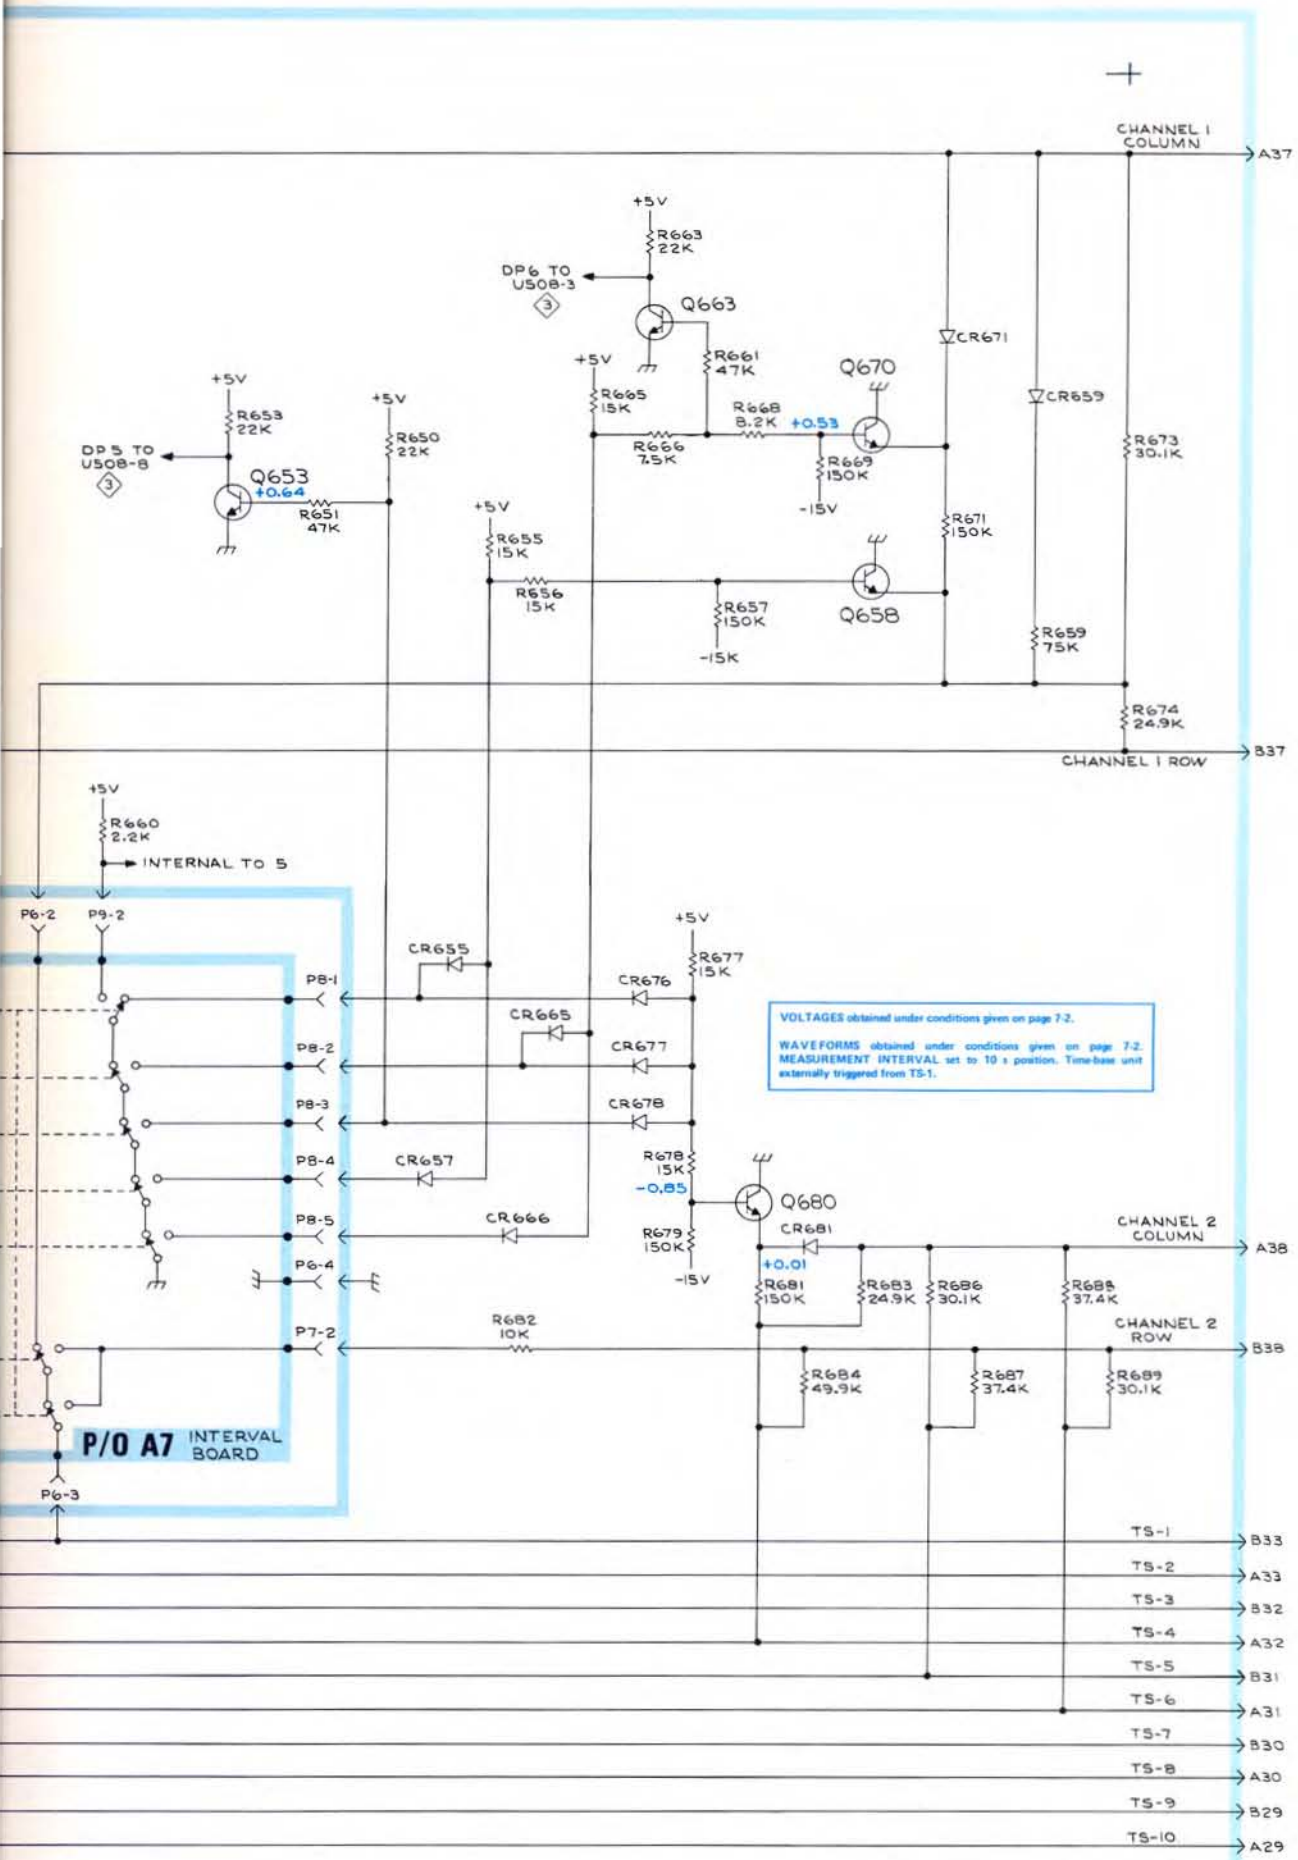 CHANNEL 1
COLUMN
A37
+5V
R663
22K
DP6 TO
U508-3
3
Q663
+5V
R661
47K
CR671
Q670
R665
15K
R668
8.2K
+0.53
CR659
+5V
R653
22K
+5V
R650
22K
R666
7.5K
R669
150K
R673
30.1K
DP5 TO
U508-8
3
Q653
+0.64
R651
47K
-15V
+5V
R655
15K
R671
150K
R656
15K
R657
150K
Q658
-15K
R659
75K
R674
24.9K
B37
CHANNEL 1 ROW
+5V
R660
2.2K
INTERNAL TO 5
P6-2
P9-2
+5V
CR655
R677
15K
P8-1
CR676
CR665
P8-2
CR677
VOLTAGES obtained under conditions given on page 7-2.
WAVEFORMS obtained under conditions given on page 7-2.
MEASUREMENT INTERVAL set to 10 s position. Time-base unit
externally triggered from TS-1.
P8-3
CR678
P8-4
CR657
R678
15K
-0.85
Q680
P8-5
CR666
R679
150K
CR681
CHANNEL 2
COLUMN
A38
P6-4
-15V
+0.01
R681
150K
R683
24.9K
R686
30.1K
R688
37.4K
P7-2
R682
10K
CHANNEL 2
ROW
B38
R684
49.9K
R687
37.4K
R689
30.1K
P/O A7 INTERVAL
BOARD
P6-3
TS-1
B33
TS-2
A33
TS-3
B32
TS-4
A32
TS-5
B31
TS-6
A31
TS-7
B30
TS-8
A30
TS-9
B29
TS-10
A29